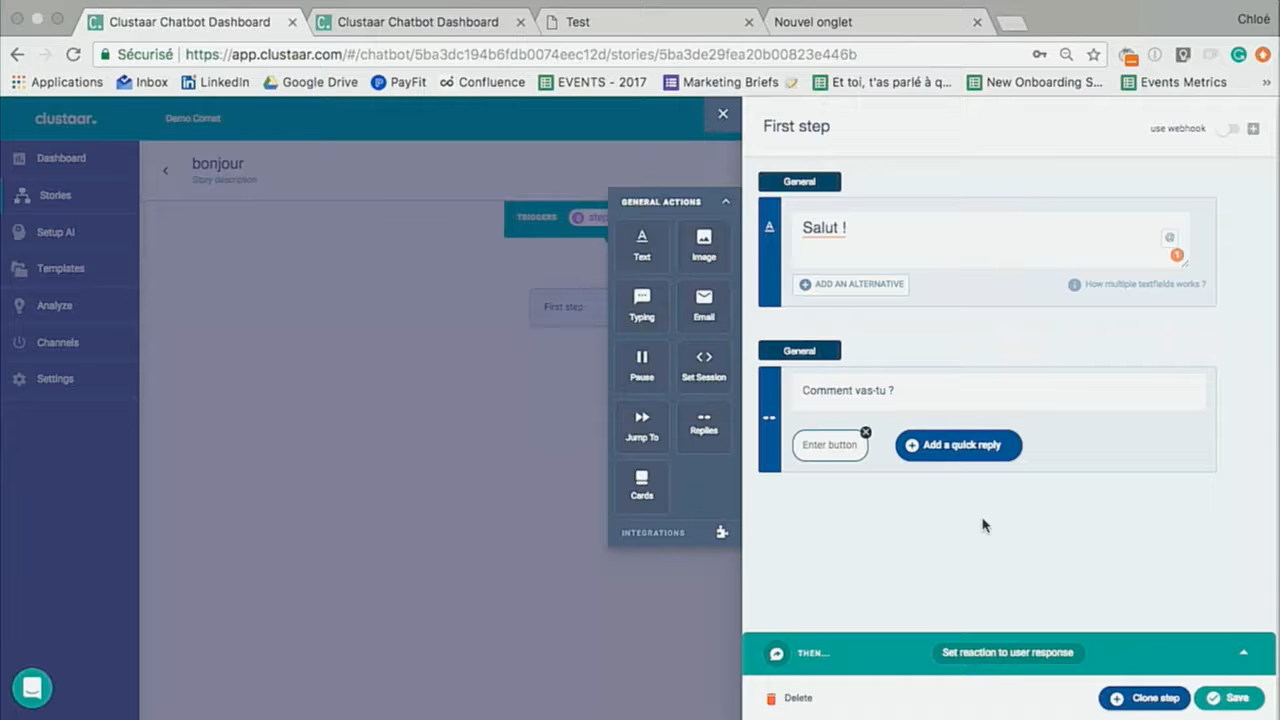 Clustaar Chatbot Dashboard
Clustaar Chatbot Dashboard
Test
Nouvel onglet
Chloé
Sécurisé
https://app.clustaar.com/#/chatbot/5ba3dc194b6fdb0074eec12d/stories/5ba3de29fea20b00823e446b
Applications
Inbox
LinkedIn
Google Drive
PayFit
Confluence
EVENTS - 2017
Marketing Briefs
Et toi, t'as parlé à q...
New Onboarding S...
Events Metrics
»
clustaar.
Demo Comat
Dashboard
Stories
Setup AI
Templates
Analyze
Channels
Settings
bonjour
Story description
TRIGGERS
step
First step
GENERAL ACTIONS
Text
Image
Typing
Email
Pause
Set Session
Jump To
Replies
Cards
INTEGRATIONS
First step
use webhook
General
Salut !
1
ADD AN ALTERNATIVE
How multiple textfields works ?
General
Comment vas-tu ?
Enter button
Add a quick reply
THEN...
Set reaction to user response
Delete
Clone step
Save